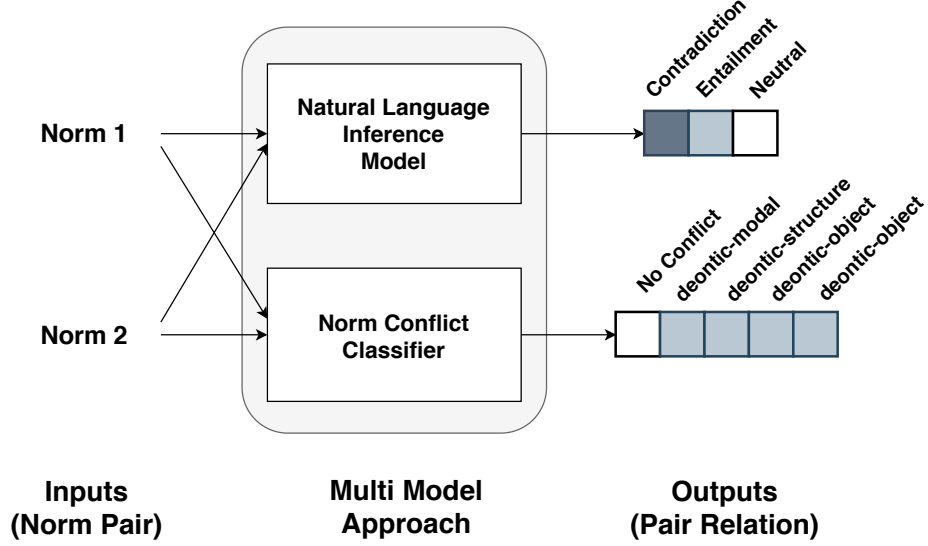 Contradiction
Entailment
Neutral
Norm 1
Natural Language
Inference
Model
No Conflict
deontic-modal
deontic-structure
deontic-object
deontic-object
Norm 2
Norm Conflict
Classifier
Inputs
(Norm Pair)
Multi Model
Approach
Outputs
(Pair Relation)